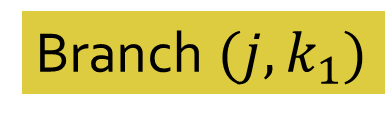 Branch (j, k₁)